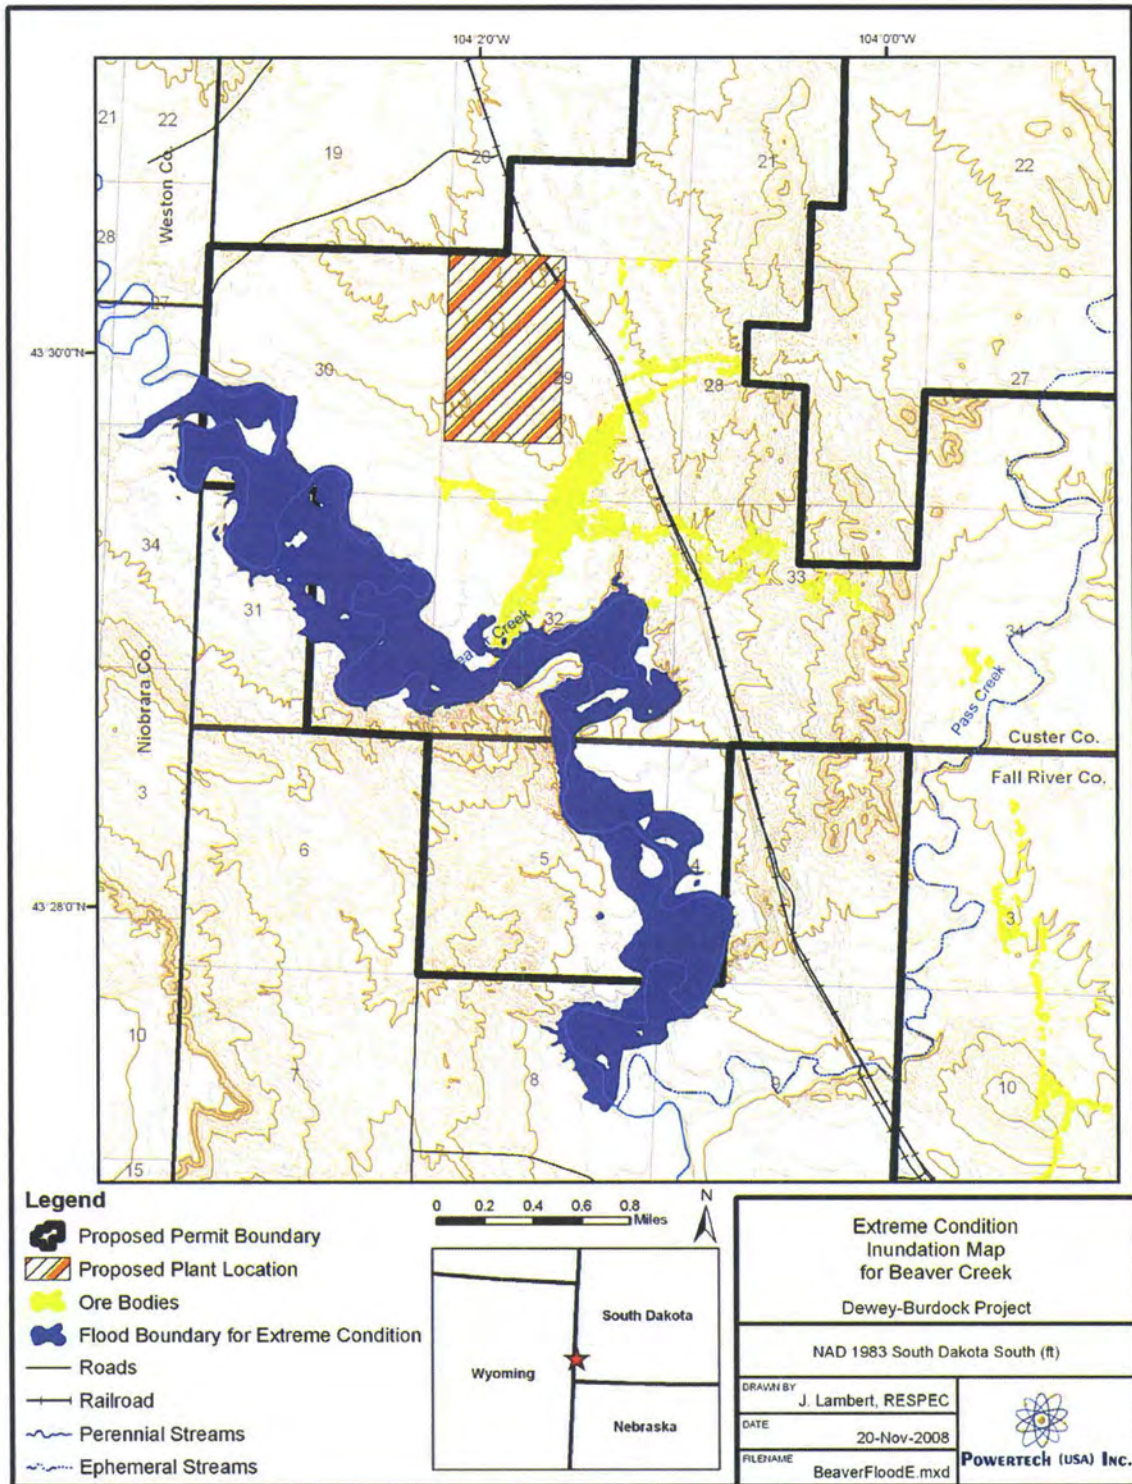 104°2'0"W
104°0'0"W
21
22
19
20
21
22
Weston Co.
28
27
43°30'0"N
30
29
28
27
34
31
32
33
34
Creek
Pass Creek
Niobrara Co.
Custer Co.
Fall River Co.
3
6
5
4
3
43°28'0"N
10
7
8
9
10
15
Legend
Proposed Permit Boundary
Proposed Plant Location
Ore Bodies
Flood Boundary for Extreme Condition
Roads
Railroad
Perennial Streams
Ephemeral Streams
0 0.2 0.4 0.6 0.8
Miles
N
South Dakota
Wyoming
Nebraska
Extreme Condition
Inundation Map
for Beaver Creek
Dewey-Burdock Project
NAD 1983 South Dakota South (ft)
DRAWN BY
J. Lambert, RESPEC
DATE
20-Nov-2008
FILENAME
BeaverFloodE.mxd
POWERTECH (USA) INC.